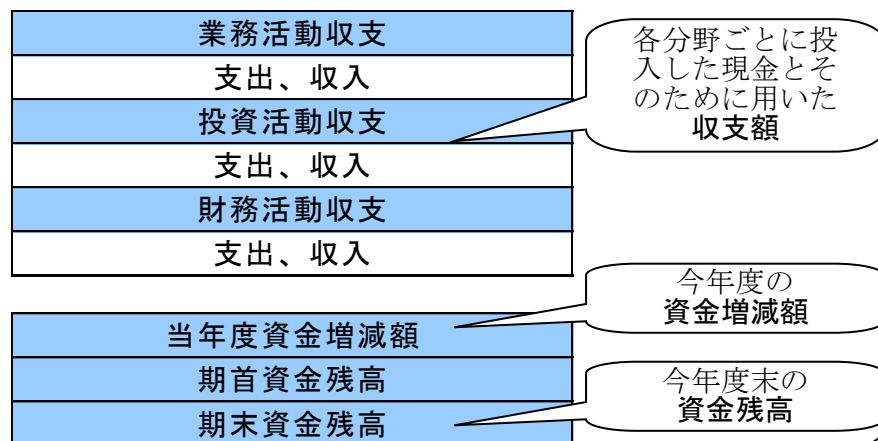 業務活動収支
支出、収入
投資活動収支
支出、収入
財務活動収支
支出、収入
各分野ごとに投
入した現金とそ
のために用いた
収支額
当年度資金増減額
期首資金残高
期末資金残高
今年度の
資金増減額
今年度末の
資金残高